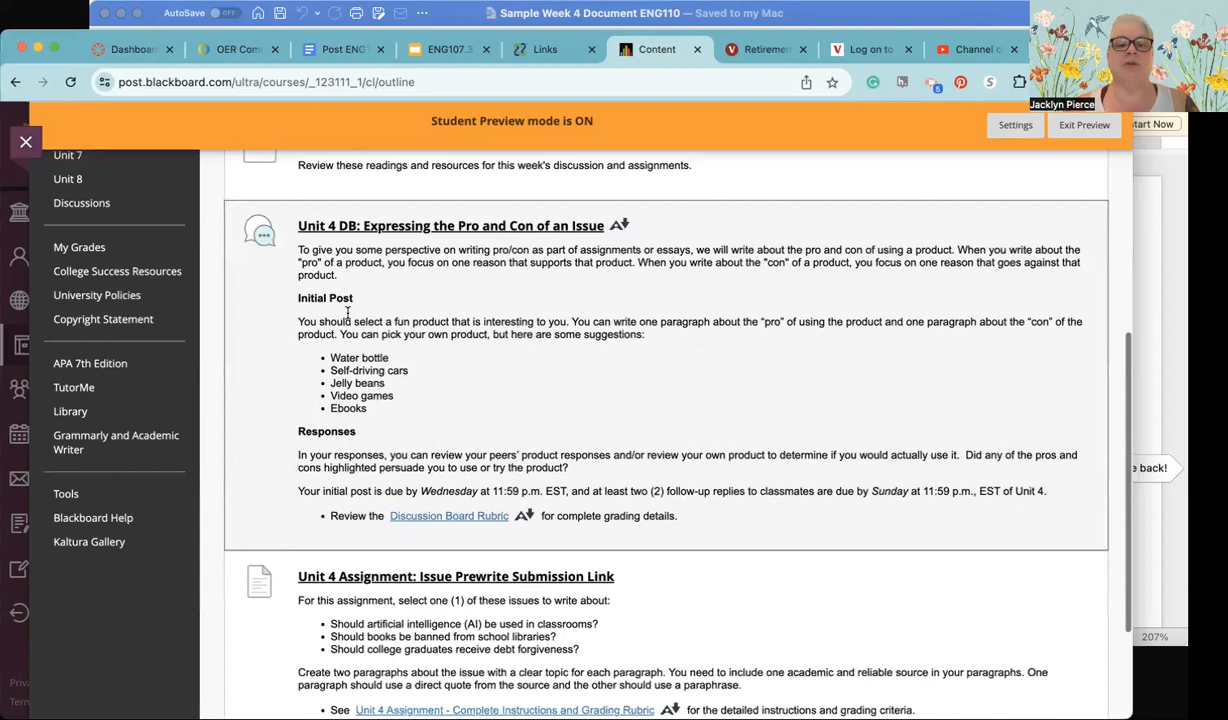 AutoSave OFF
Sample Week 4 Document ENG110 — Saved to my Mac
Dashboa
OER Com
Post ENG1
ENG107.3
Links
Content
Retiremen
Log on to
Channel c
post.blackboard.com/ultra/courses/_123111_1/cl/outline
6
Jacklyn Pierce
Student Preview mode is ON
Settings
Exit Preview
tart Now
Unit 7
Unit 8
Discussions
My Grades
College Success Resources
University Policies
Copyright Statement
APA 7th Edition
TutorMe
Library
Grammarly and Academic
Writer
Tools
Blackboard Help
Kaltura Gallery
Priva
Term
Review these readings and resources for this week's discussion and assignments.
Unit 4 DB: Expressing the Pro and Con of an Issue
To give you some perspective on writing pro/con as part of assignments or essays, we will write about the pro and con of using a product. When you write about the
"pro" of a product, you focus on one reason that supports that product. When you write about the "con" of a product, you focus on one reason that goes against that
product.
Initial Post
You should select a fun product that is interesting to you. You can write one paragraph about the “pro” of using the product and one paragraph about the “con” of the
product. You can pick your own product, but here are some suggestions:
• Water bottle
• Self-driving cars
• Jelly beans
• Video games
• Ebooks
Responses
In your responses, you can review your peers’ product responses and/or review your own product to determine if you would actually use it. Did any of the pros and
cons highlighted persuade you to use or try the product?
Your initial post is due by Wednesday at 11:59 p.m. EST, and at least two (2) follow-up replies to classmates are due by Sunday at 11:59 p.m., EST of Unit 4.
• Review the Discussion Board Rubric for complete grading details.
e back!
Unit 4 Assignment: Issue Prewrite Submission Link
For this assignment, select one (1) of these issues to write about:
• Should artificial intelligence (AI) be used in classrooms?
• Should books be banned from school libraries?
• Should college graduates receive debt forgiveness?
Create two paragraphs about the issue with a clear topic for each paragraph. You need to include one academic and reliable source in your paragraphs. One
paragraph should use a direct quote from the source and the other should use a paraphrase.
• See Unit 4 Assignment - Complete Instructions and Grading Rubric for the detailed instructions and grading criteria.
207%